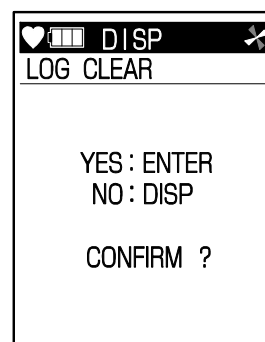 DISP
LOG CLEAR
YES : ENTER
NO : DISP
CONFIRM ?